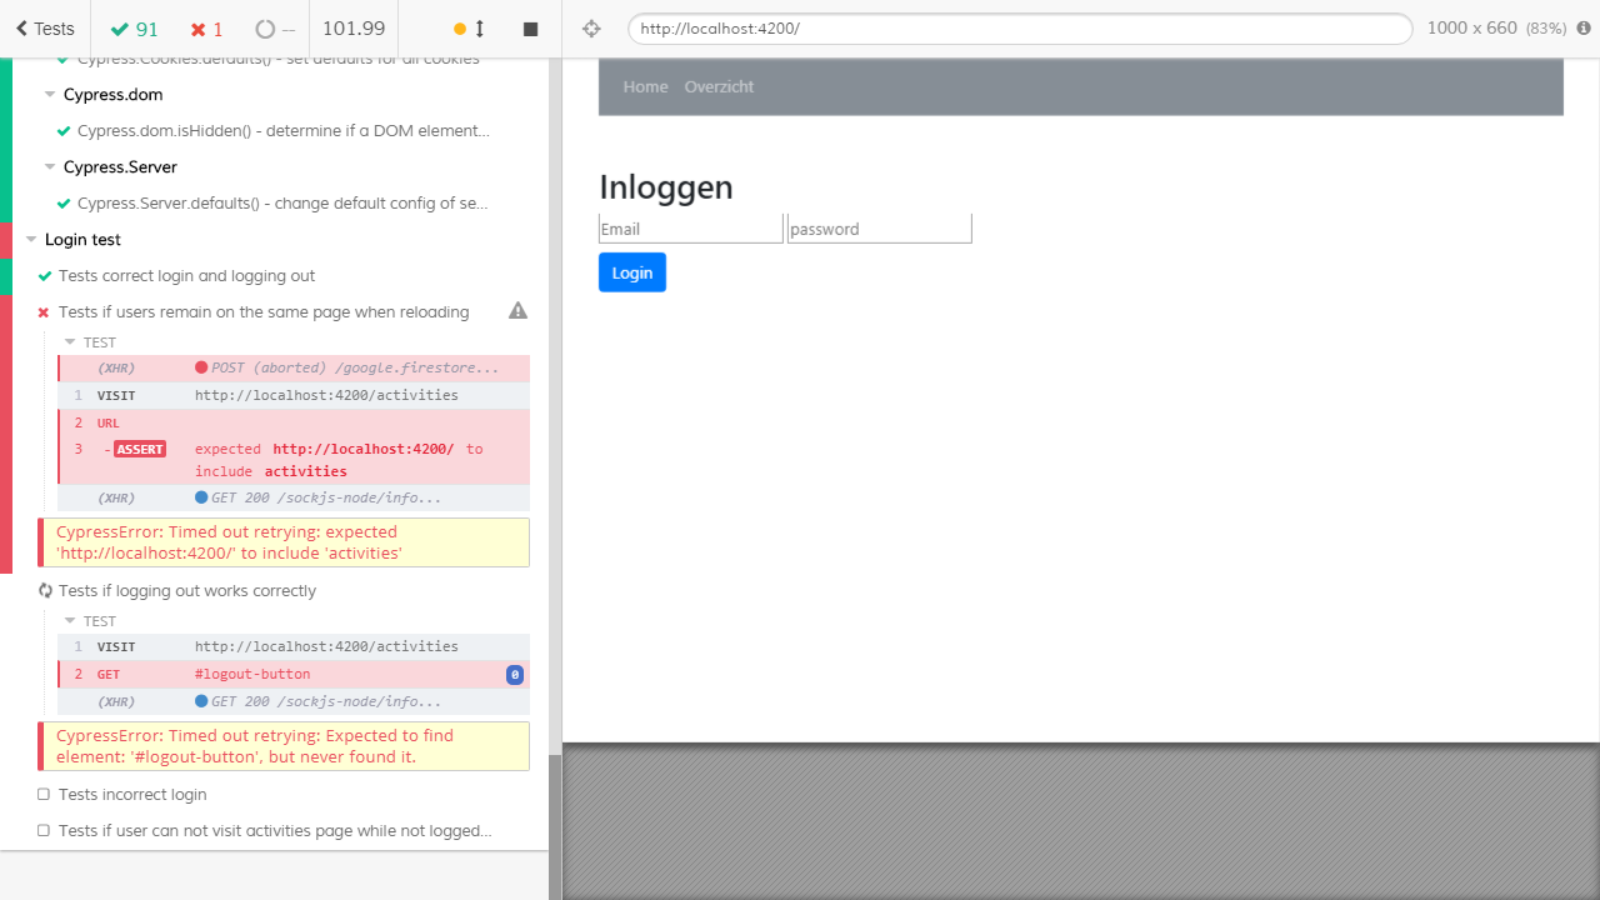 Tests
91
1
--
101.99
http://localhost:4200/
1000 x 660 (83%)
Cypress.Cookies.defaults() - set defaults for all cookies
Cypress.dom
Cypress.dom.isHidden() - determine if a DOM element...
Cypress.Server
Cypress.Server.defaults() - change default config of se...
Login test
Tests correct login and logging out
Tests if users remain on the same page when reloading
TEST
(XHR) POST (aborted) /google.firestore...
1 VISIT http://localhost:4200/activities
2 URL
3 - ASSERT expected http://localhost:4200/ to
include activities
(XHR) GET 200 /sockjs-node/info...
CypressError: Timed out retrying: expected
'http://localhost:4200/' to include 'activities'
Tests if logging out works correctly
TEST
1 VISIT http://localhost:4200/activities
2 GET #logout-button 0
(XHR) GET 200 /sockjs-node/info...
CypressError: Timed out retrying: Expected to find
element: '#logout-button', but never found it.
Tests incorrect login
Tests if user can not visit activities page while not logged...
Home Overzicht
Inloggen
Email password
Login